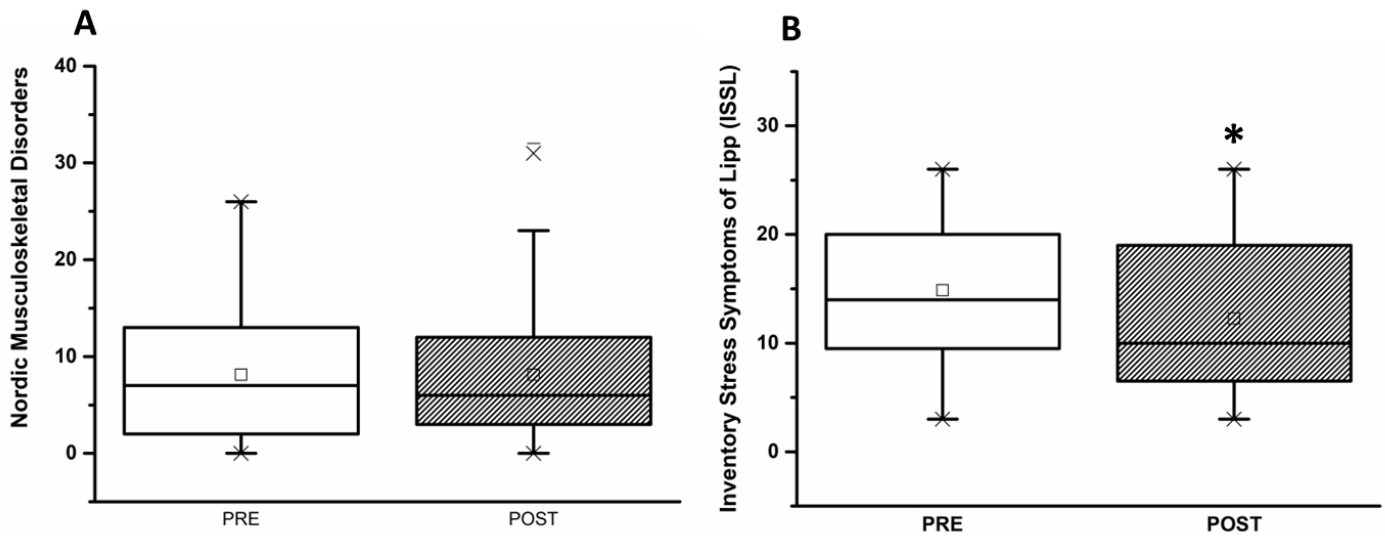 A
Nordic Musculoskeletal Disorders
40
30
20
10
0
PRE
POST
B
Inventory Stress Symptoms of Lipp (ISSL)
30
20
10
0
*
PRE
POST